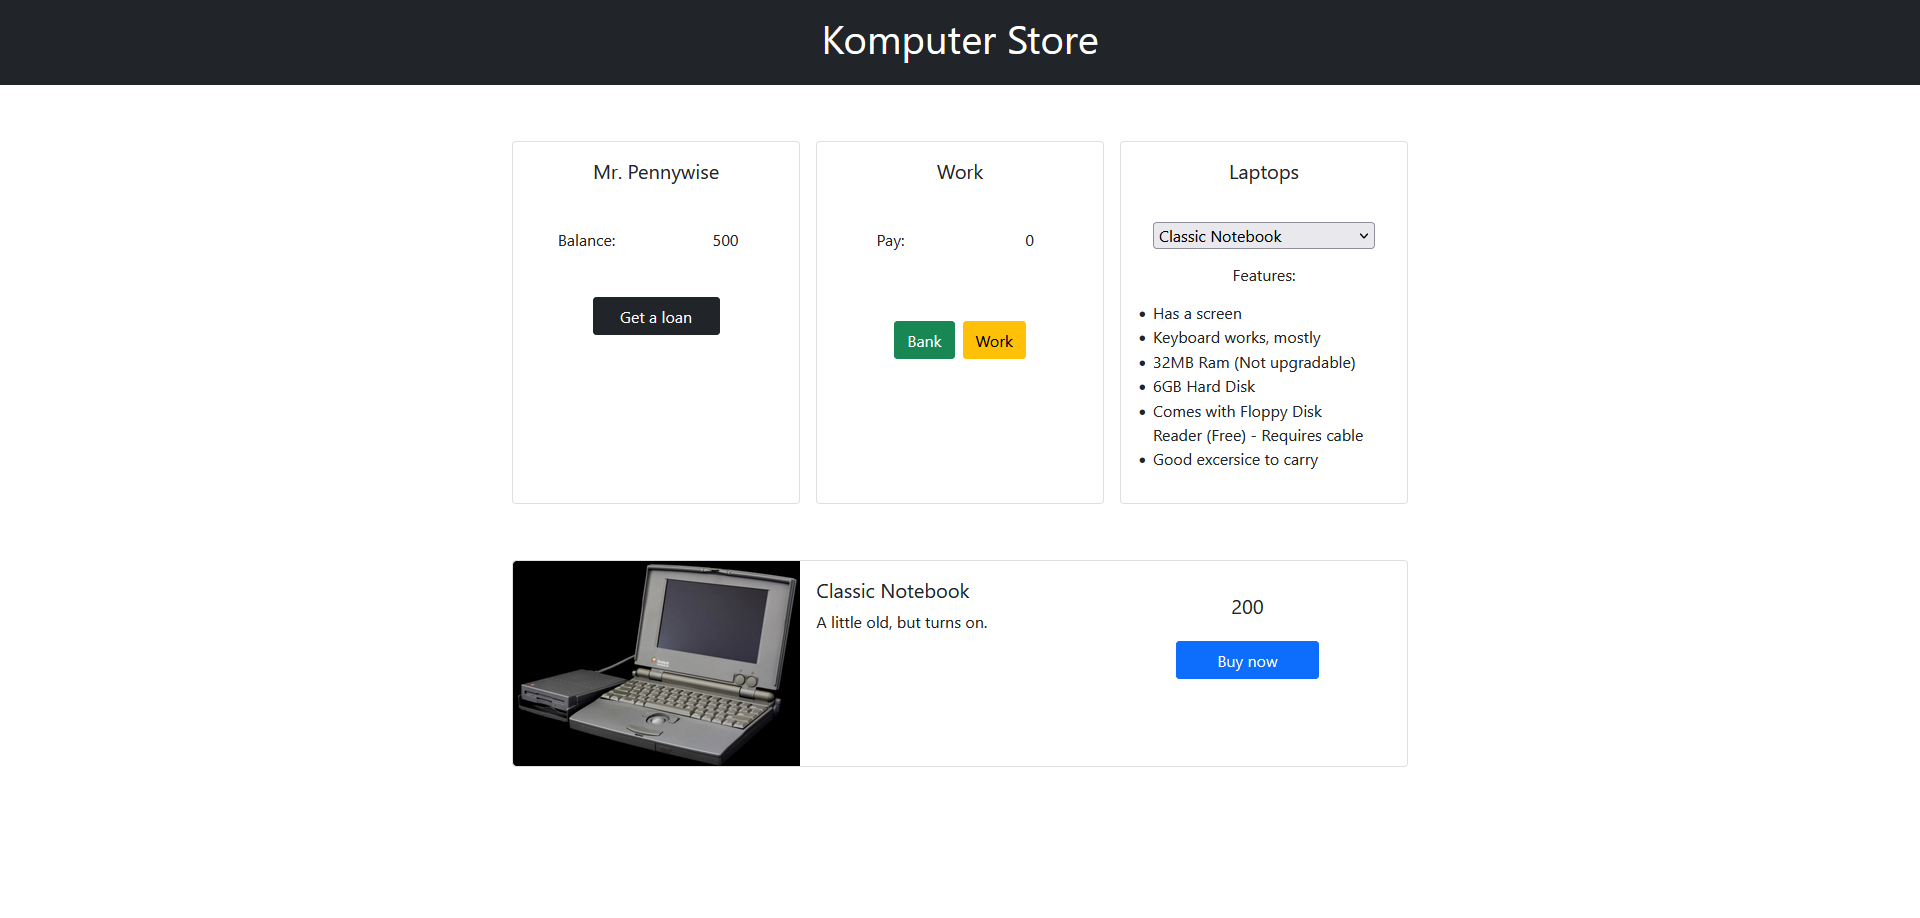 Komputer Store
Mr. Pennywise
Balance: 500
Get a loan
Work
Pay: 0
Bank Work
Laptops
Classic Notebook
Features:
Has a screen
Keyboard works, mostly
32MB Ram (Not upgradable)
6GB Hard Disk
Comes with Floppy Disk
Reader (Free) - Requires cable
Good excersice to carry
Classic Notebook
A little old, but turns on.
200
Buy now